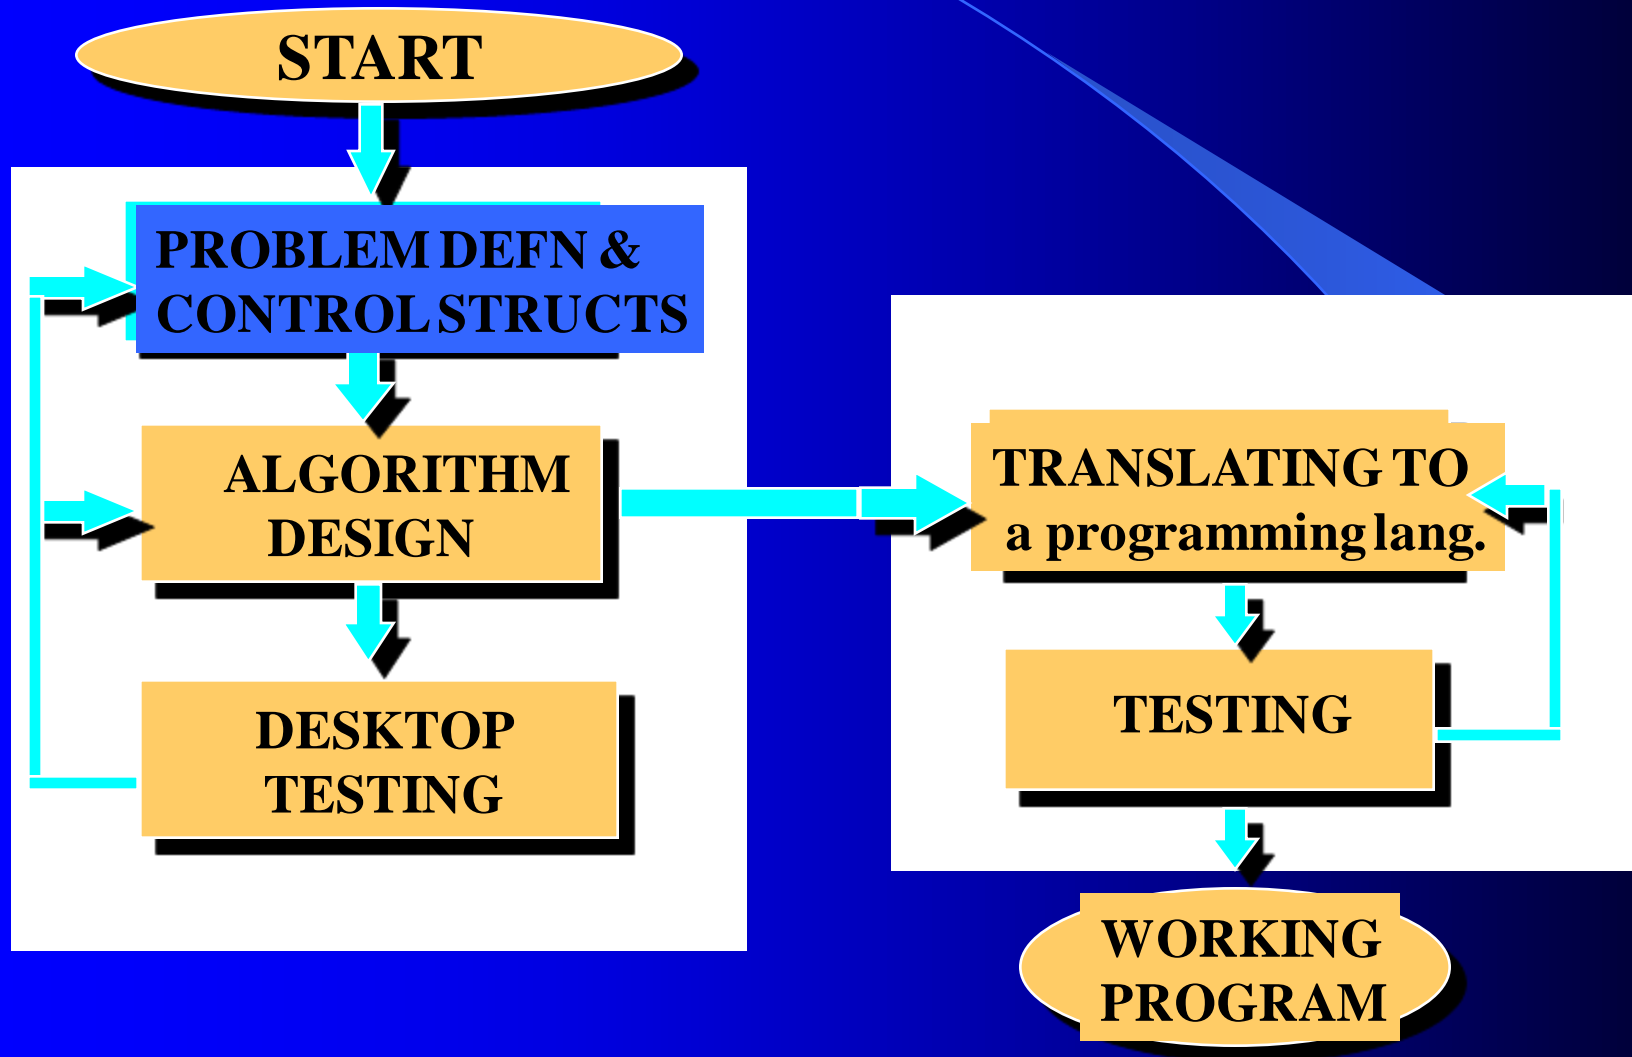 START
PROBLEM DEFN &
CONTROL STRUCTS
ALGORITHM
DESIGN
DESKTOP
TESTING
TRANSLATING TO
a programming lang.
TESTING
WORKING
PROGRAM